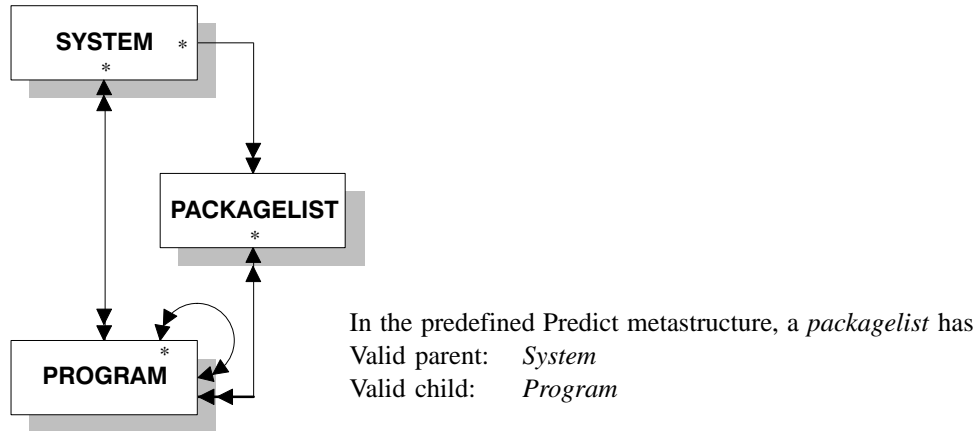 SYSTEM *
*
PACKAGELIST
*
*
PROGRAM
In the predefined Predict metastructure, a packagelist has
Valid parent: System
Valid child: Program